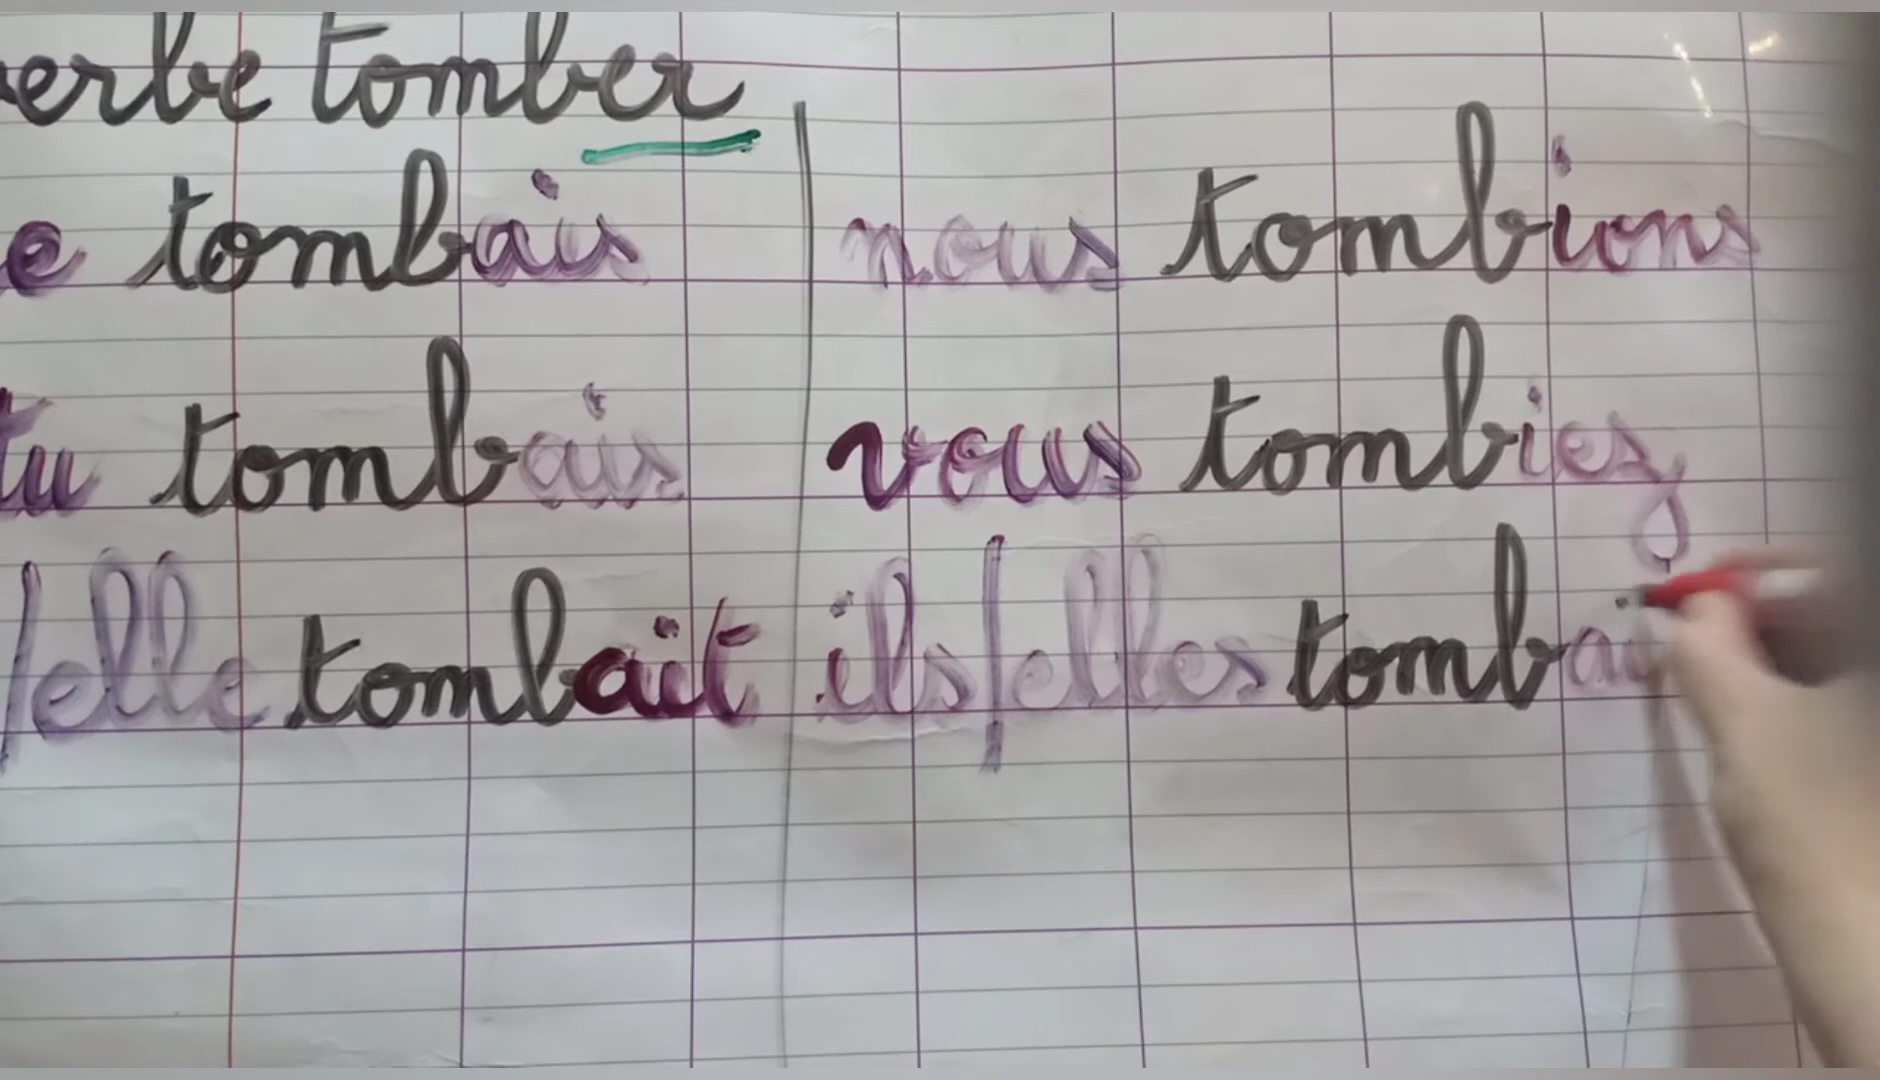 erbe tomber
e tombais
tu tombais
/elle tombait
nous tombions
vous tombiez
ils/elles tombai